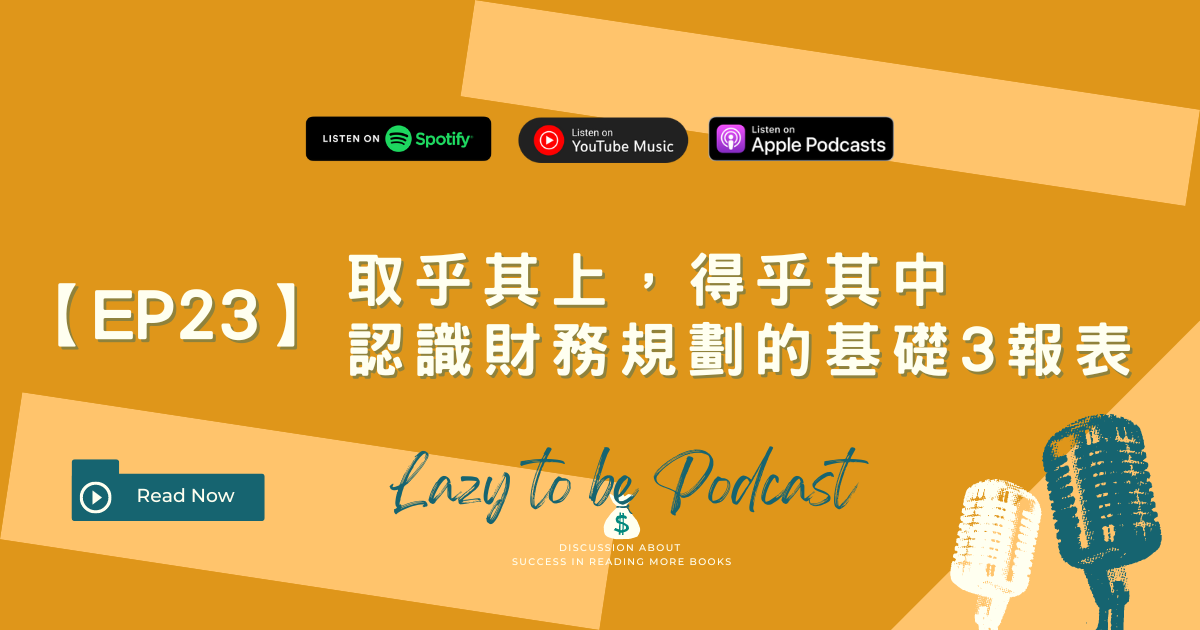 LISTEN ON Spotify
Listen on
YouTube Music
Listen on
Apple Podcasts
【EP23】
取乎其上，得乎其中
認識財務規劃的基礎3報表
Read Now
Lazy to be Podcast
$
DISCUSSION ABOUT
SUCCESS IN READING MORE BOOKS